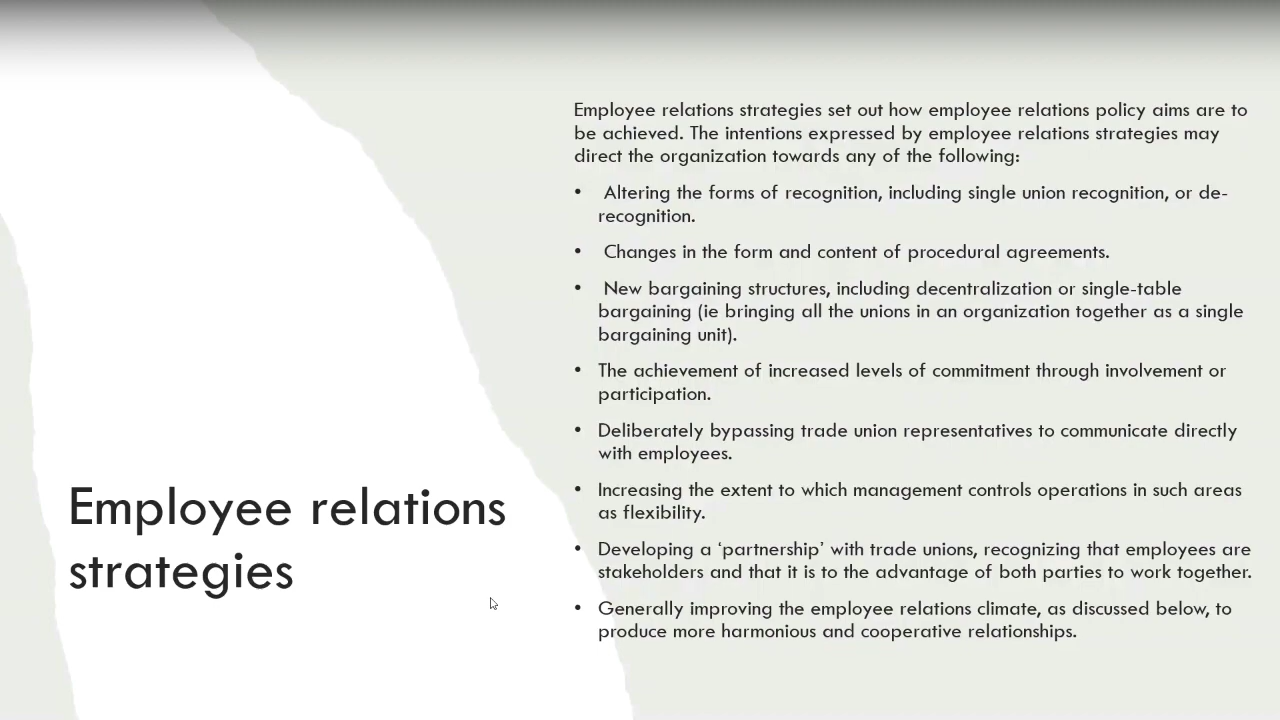 Employee relations strategies set out how employee relations policy aims are to
be achieved. The intentions expressed by employee relations strategies may
direct the organization towards any of the following:
• Altering the forms of recognition, including single union recognition, or de-
recognition.
• Changes in the form and content of procedural agreements.
• New bargaining structures, including decentralization or single-table
bargaining (ie bringing all the unions in an organization together as a single
bargaining unit).
• The achievement of increased levels of commitment through involvement or
participation.
• Deliberately bypassing trade union representatives to communicate directly
with employees.
• Increasing the extent to which management controls operations in such areas
as flexibility.
• Developing a ‘partnership’ with trade unions, recognizing that employees are
stakeholders and that it is to the advantage of both parties to work together.
• Generally improving the employee relations climate, as discussed below, to
produce more harmonious and cooperative relationships.
Employee relations
strategies